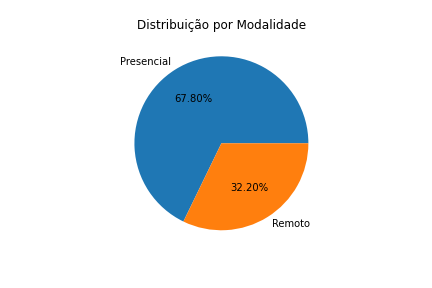 Distribuição por Modalidade
Presencial
67.80%
32.20%
Remoto